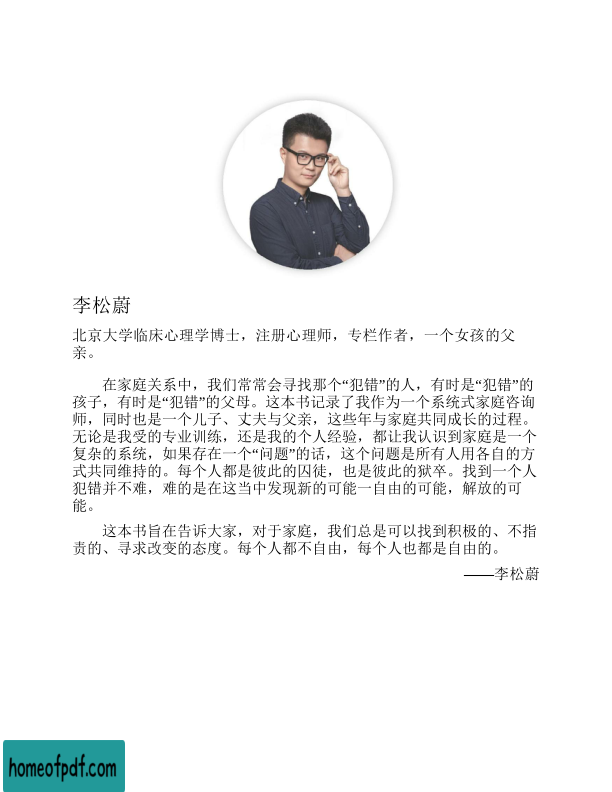 李松蔚
北京大学临床心理学博士，注册心理师，专栏作者，一个女孩的父
亲。
在家庭关系中，我们常常会寻找那个“犯错”的人，有时是“犯错”的
孩子，有时是“犯错”的父母。这本书记录了我作为一个系统式家庭咨询
师，同时也是一个儿子、丈夫与父亲，这些年与家庭共同成长的过程。
无论是我受的专业训练，还是我的个人经验，都让我认识到家庭是一个
复杂的系统，如果存在一个“问题”的话，这个问题是所有人用各自的方
式共同维持的。每个人都是彼此的囚徒，也是彼此的狱卒。找到一个人
犯错并不难，难的是在这当中发现新的可能一自由的可能，解放的可
能。
这本书旨在告诉大家，对于家庭，我们总是可以找到积极的、不指
责的、寻求改变的态度。每个人都不自由，每个人也都是自由的。
——李松蔚
homeofpdf.com